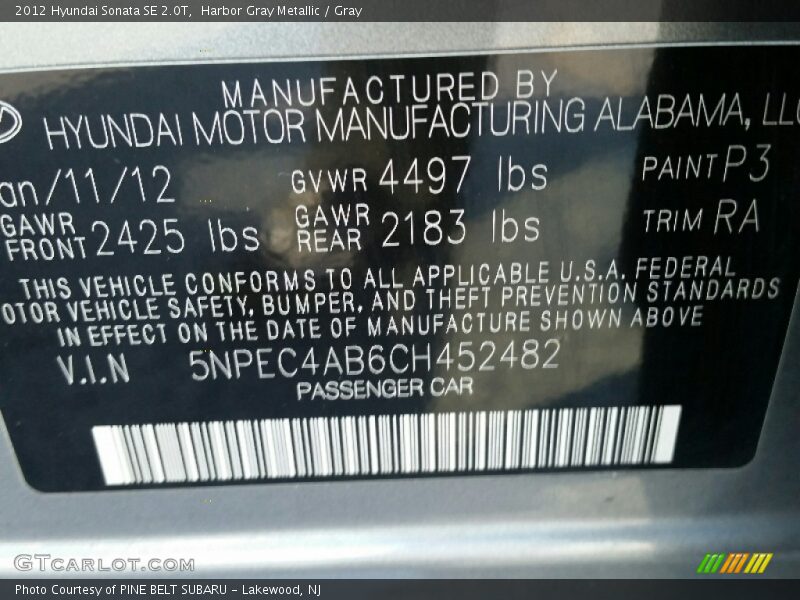 2012 Hyundai Sonata SE 2.0T, Harbor Gray Metallic / Gray
MANUFACTURED BY
HYUNDAI MOTOR MANUFACTURING ALABAMA, LLC
an/11/12 GVWR 4497 lbs PAINT P3
GAWR FRONT 2425 lbs GAWR REAR 2183 lbs TRIM RA
THIS VEHICLE CONFORMS TO ALL APPLICABLE U.S.A. FEDERAL
OTOR VEHICLE SAFETY, BUMPER, AND THEFT PREVENTION STANDARDS
IN EFFECT ON THE DATE OF MANUFACTURE SHOWN ABOVE
V.I.N 5NPEC4AB6CH452482
PASSENGER CAR
GTCARLOT.COM
Photo Courtesy of PINE BELT SUBARU - Lakewood, NJ